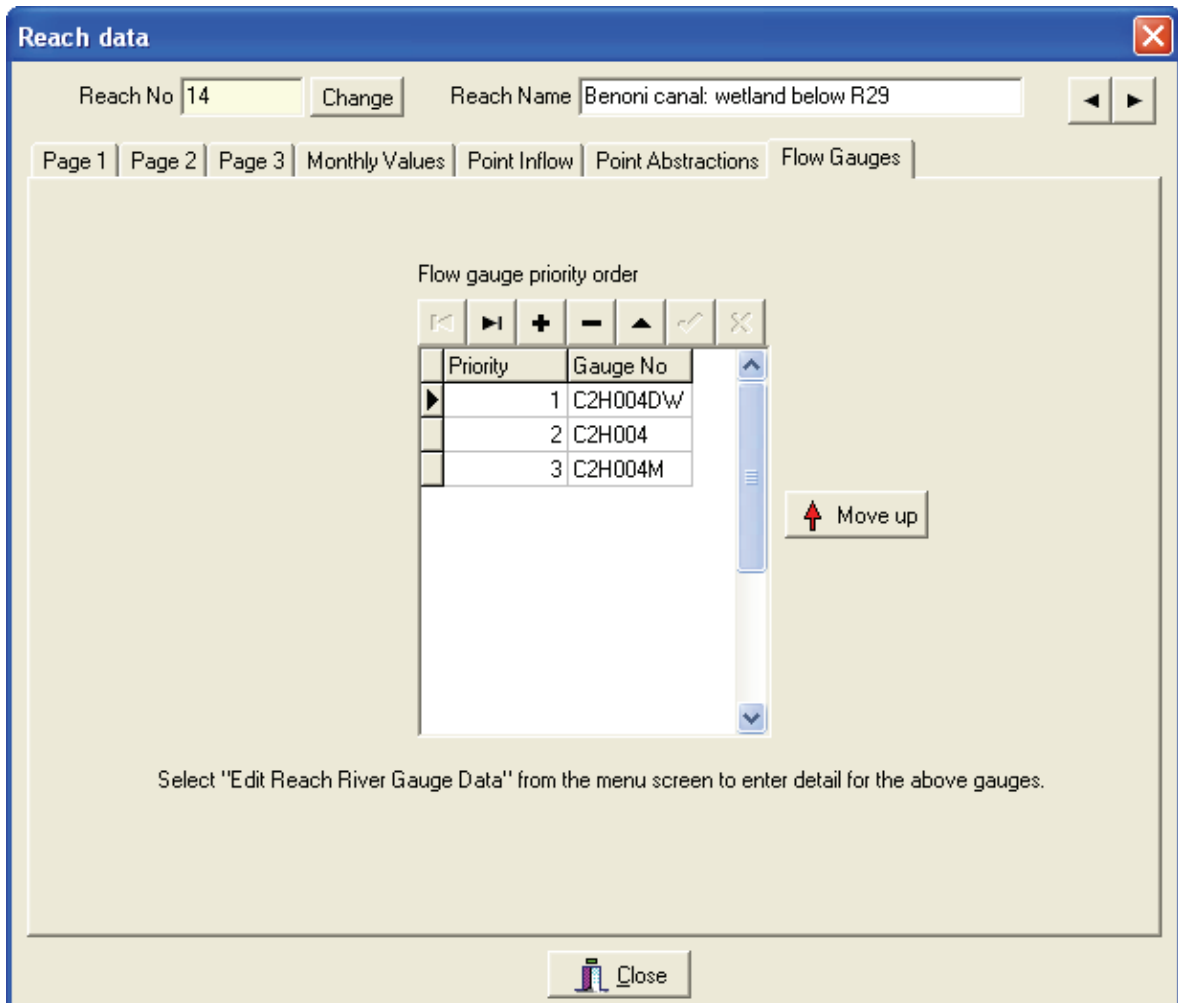 Reach data
Reach No 14 Change Reach Name Benoni canal: wetland below R29
Page 1 Page 2 Page 3 Monthly Values Point Inflow Point Abstractions Flow Gauges
Flow gauge priority order
Priority Gauge No
1 C2H004DW
2 C2H004
3 C2H004M
Move up
Select "Edit Reach River Gauge Data" from the menu screen to enter detail for the above gauges.
Close